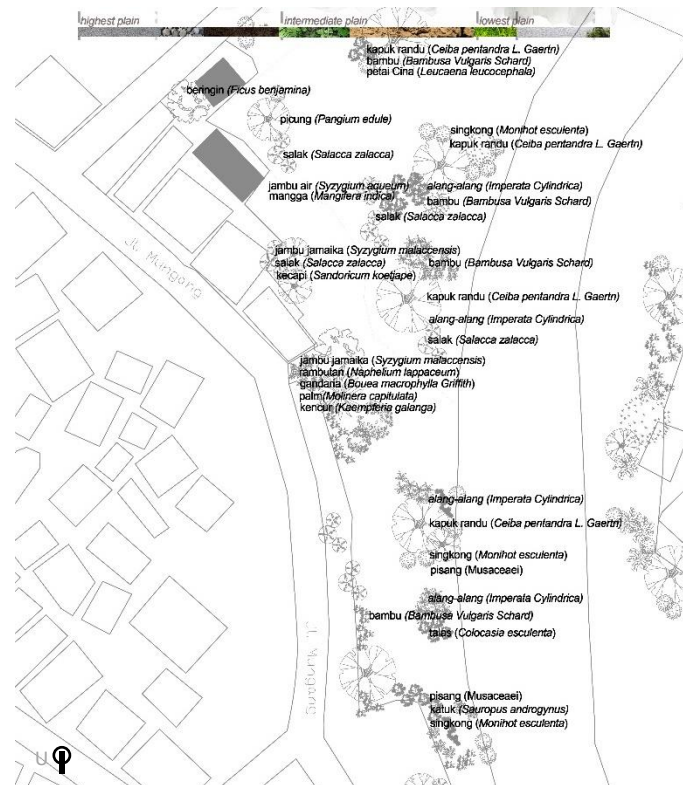 highest plain
intermediate plain
lowest plain
kapuk randu (Ceiba pentandra L. Gaertn)
bambu (Bambusa Vulgaris Schard)
petai Cina (Leucaena leucocephala)
beringin (Ficus benjamina)
picung (Pangium edule)
singkong (Monihot esculenta)
kapuk randu (Ceiba pentandra L. Gaertn)
salak (Salacca zalacca)
jambu air (Syzygium aqueum)
mangga (Mangifera indica)
alang-alang (Imperata Cylindrica)
bambu (Bambusa Vulgaris Schard)
salak (Salacca zalacca)
Jl. Mungang
jambu jamaika (Syzygium malaccensis)
salak (Salacca zalacca)
kecapi (Sandoricum koetjape)
bambu (Bambusa Vulgaris Schard)
kapuk randu (Ceiba pentandra L. Gaertn)
alang-alang (Imperata Cylindrica)
salak (Salacca zalacca)
jambu jamaika (Syzygium malaccensis)
rambutan (Naphelium lappaceum)
gandaria (Bouea macrophylla Griffith)
palm(Molinera capitulata)
kencur (Kaempferia galanga)
alang-alang (Imperata Cylindrica)
kapuk randu (Ceiba pentandra L. Gaertn)
singkong (Monihot esculenta)
pisang (Musaceaei)
alang-alang (Imperata Cylindrica)
bambu (Bambusa Vulgaris Schard)
talas (Colocasia esculenta)
Jl. Mungang
pisang (Musaceaei)
katuk (Sauropus androgynus)
singkong (Monihot esculenta)
U